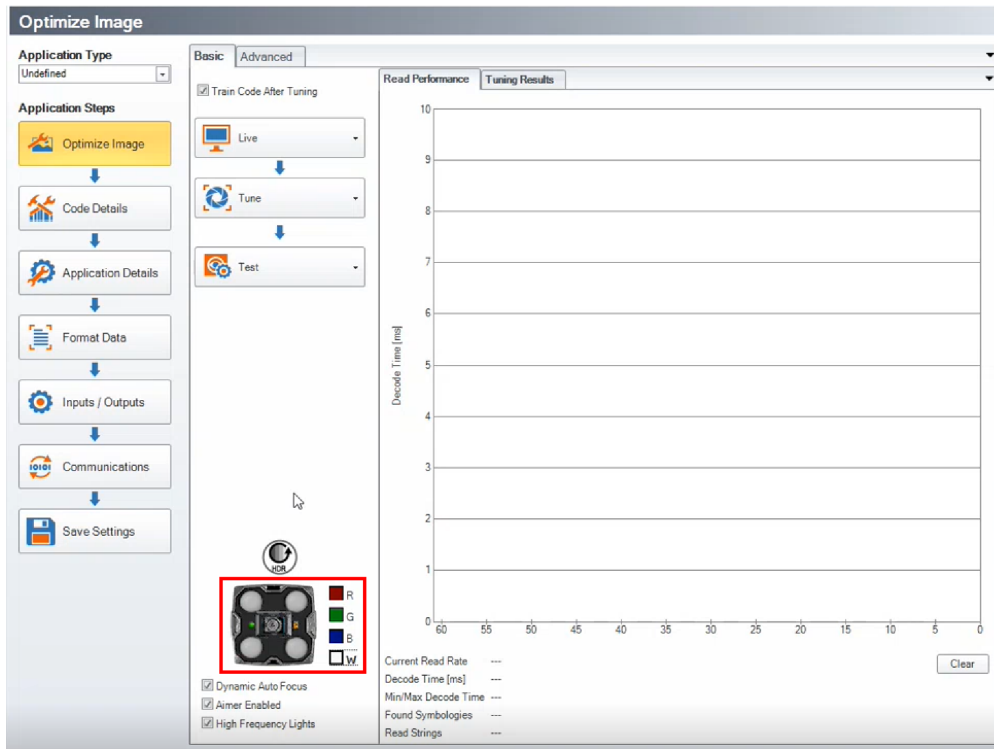 Optimize Image
Application Type
Undefined
Application Steps
Optimize Image
Code Details
Application Details
Format Data
Inputs / Outputs
Communications
Save Settings
Basic
Advanced
Train Code After Tuning
Live
Tune
Test
HDR
R
G
B
W
Dynamic Auto Focus
Aimer Enabled
High Frequency Lights
Read Performance
Tuning Results
Decode Time [ms]
10
9
8
7
6
5
4
3
2
1
0
60 55 50 45 40 35 30 25 20 15 10 5 0
Current Read Rate ---
Decode Time [ms] ---
Min/Max Decode Time ---
Found Symbologies ---
Read Strings ---
Clear